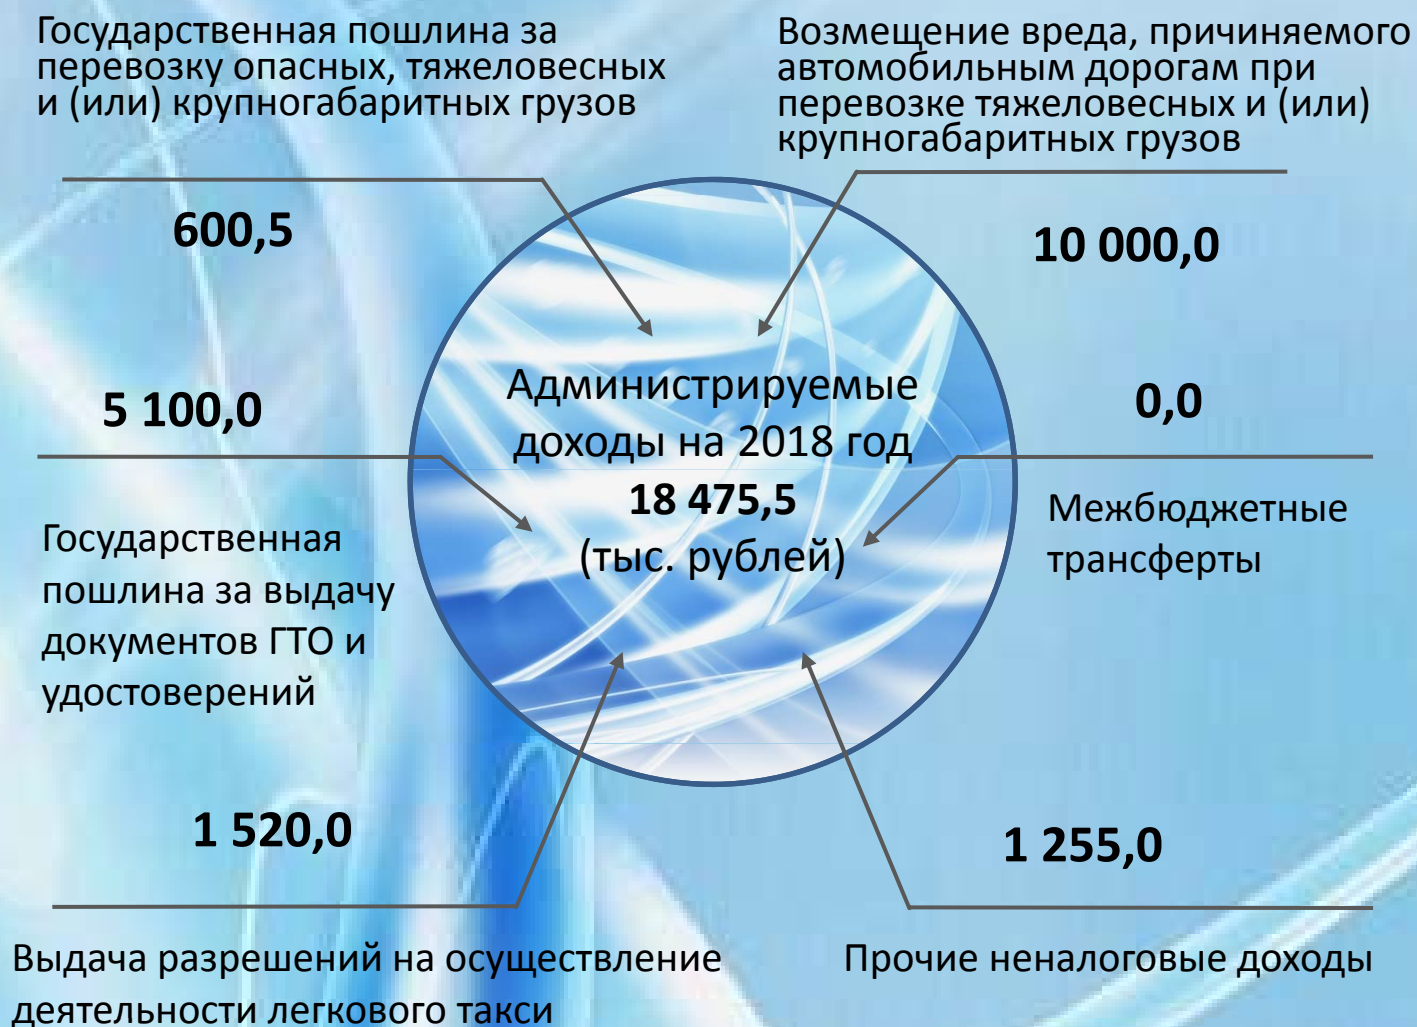 Государственная пошлина за
перевозку опасных, тяжеловесных
и (или) крупногабаритных грузов
600,5
Возмещение вреда, причиняемого
автомобильным дорогам при
перевозке тяжеловесных и (или)
крупногабаритных грузов
10 000,0
5 100,0
Государственная
пошлина за выдачу
документов ГТО и
удостоверений
Администрируемые
доходы на 2018 год
18 475,5
(тыс. рублей)
0,0
Межбюджетные
трансферты
1 520,0
Выдача разрешений на осуществление
деятельности легкового такси
1 255,0
Прочие неналоговые доходы